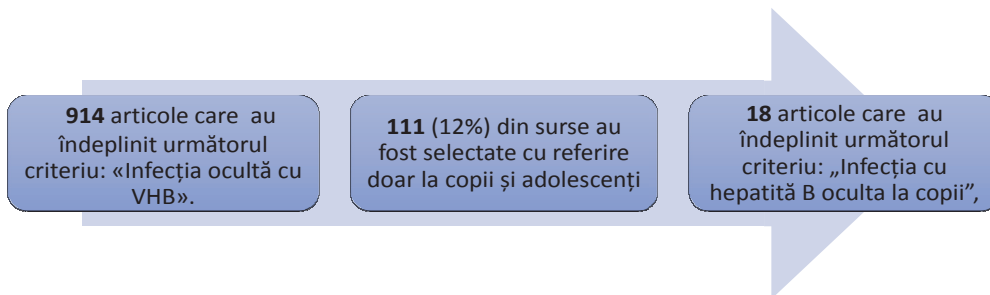 914 articole care au
îndeplinit următorul
criteriu: «Infecția ocultă cu
VHB».
111 (12%) din surse au
fost selectate cu referire
doar la copii și adolescenți
18 articole care au
îndeplinit următorul
criteriu: „Infecția cu
hepatită B oculta la copii”,